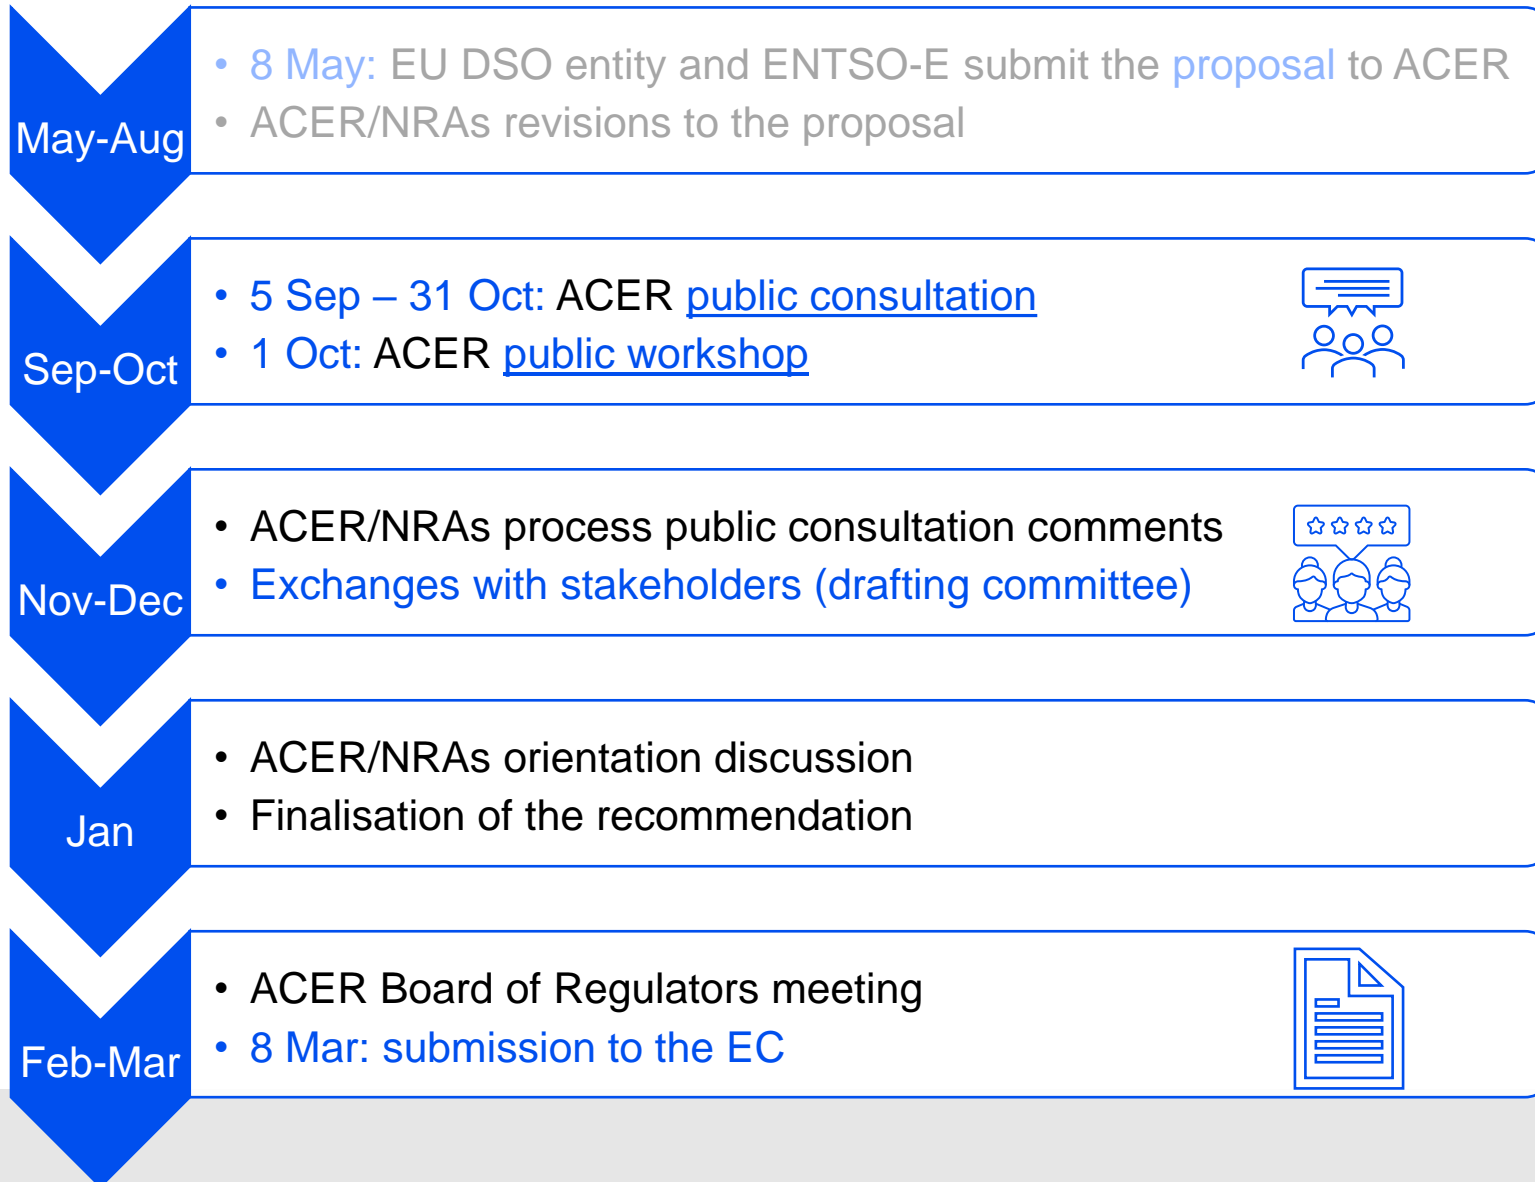 May-Aug
• 8 May: EU DSO entity and ENTSO-E submit the proposal to ACER
• ACER/NRAs revisions to the proposal
Sep-Oct
• 5 Sep – 31 Oct: ACER public consultation
• 1 Oct: ACER public workshop
Nov-Dec
• ACER/NRAs process public consultation comments
• Exchanges with stakeholders (drafting committee)
Jan
• ACER/NRAs orientation discussion
• Finalisation of the recommendation
Feb-Mar
• ACER Board of Regulators meeting
• 8 Mar: submission to the EC